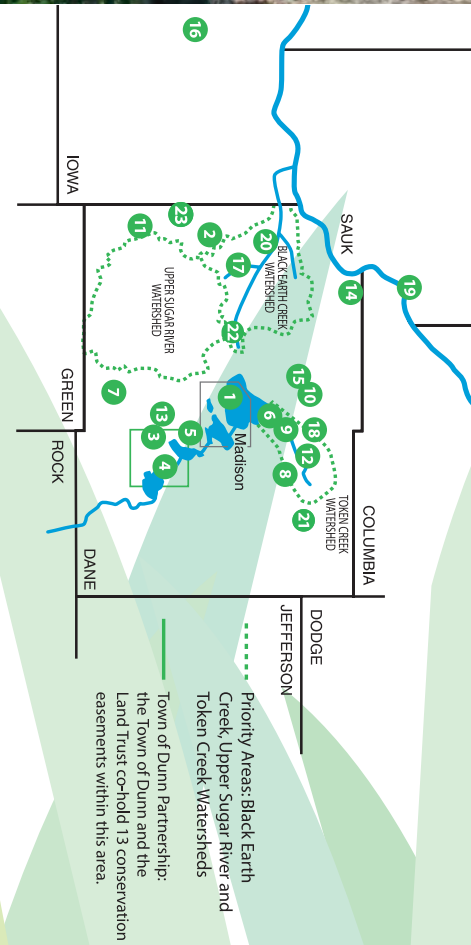 19
COLUMBIA
14
SAUK
TOKEN CREEK
WATERSHED
DODGE
18
10
12
21
15
JEFFERSON
9
8
BLACK EARTH CREEK
WATERSHED
6
20
Madison
17
22
1
2
16
5
23
UPPER SUGAR RIVER
WATERSHED
4
13
3
11
7
DANE
IOWA
GREEN
ROCK
Priority Areas: Black Earth
Creek, Upper Sugar River and
Token Creek Watersheds
Town of Dunn Partnership:
the Town of Dunn and the
Land Trust co-hold 13 conservation
easements within this area.